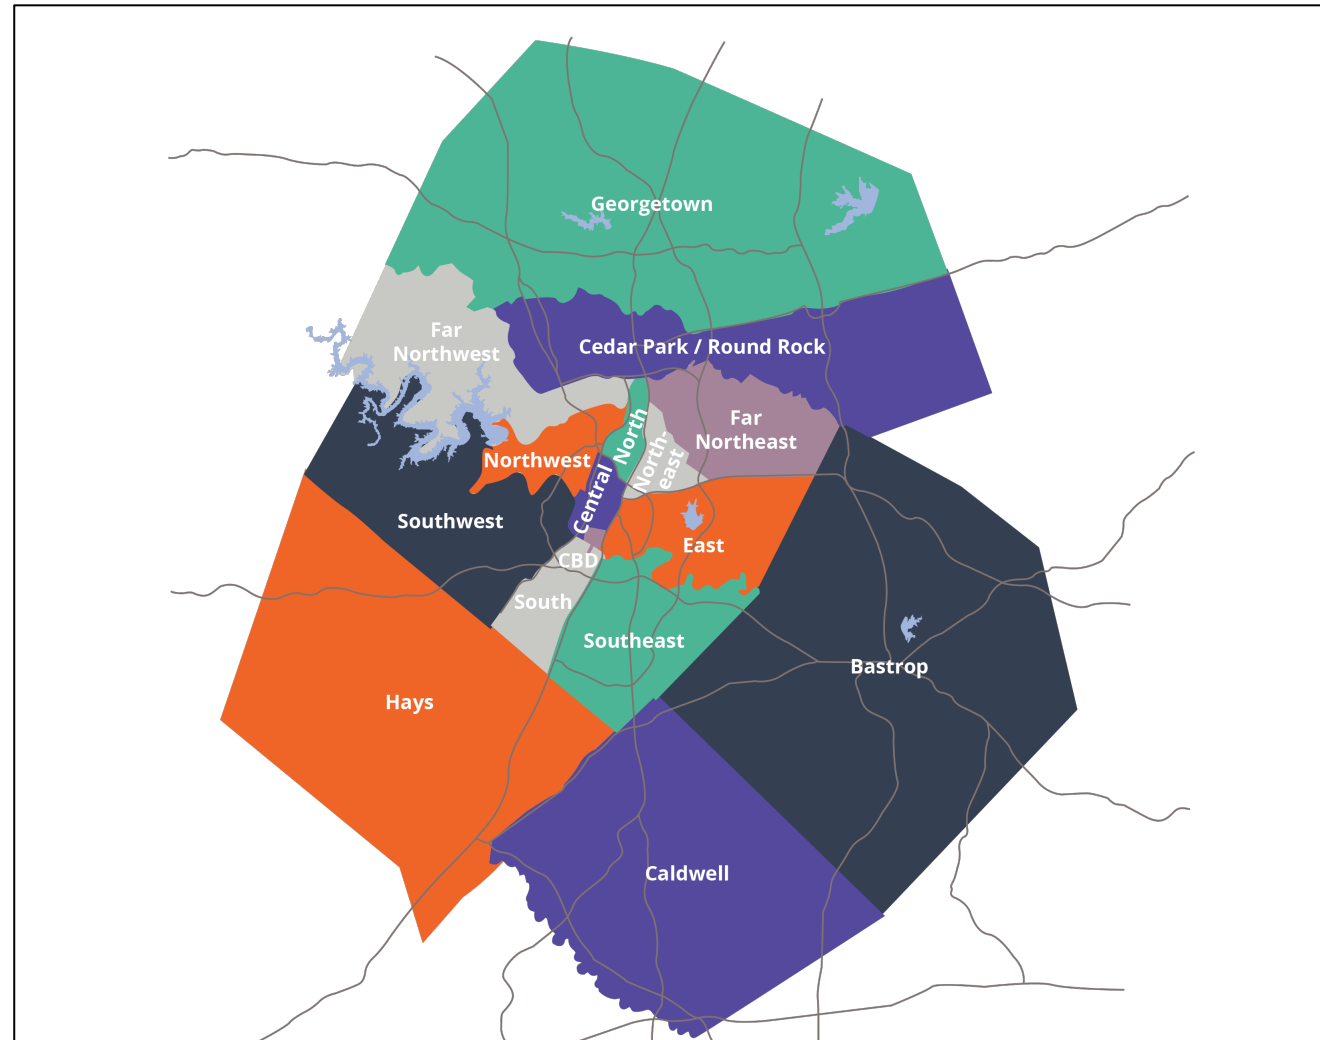 Georgetown
Far
Northwest
Cedar Park / Round Rock
North
Far
Northeast
Northwest
North-
east
Central
Southwest
East
CBD
South
Southeast
Bastrop
Hays
Caldwell